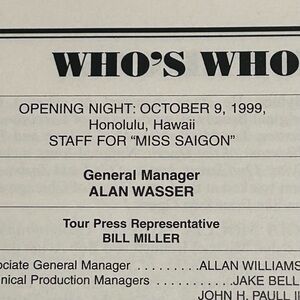 WHO'S WHO
OPENING NIGHT: OCTOBER 9, 1999,
Honolulu, Hawaii
STAFF FOR "MISS SAIGON"
General Manager
ALAN WASSER
Tour Press Representative
BILL MILLER
ociate General Manager . . . . . . . . .ALLAN WILLIAMS
nical Production Managers . . . . . . . .JAKE BELL
JOHN H. PAULL